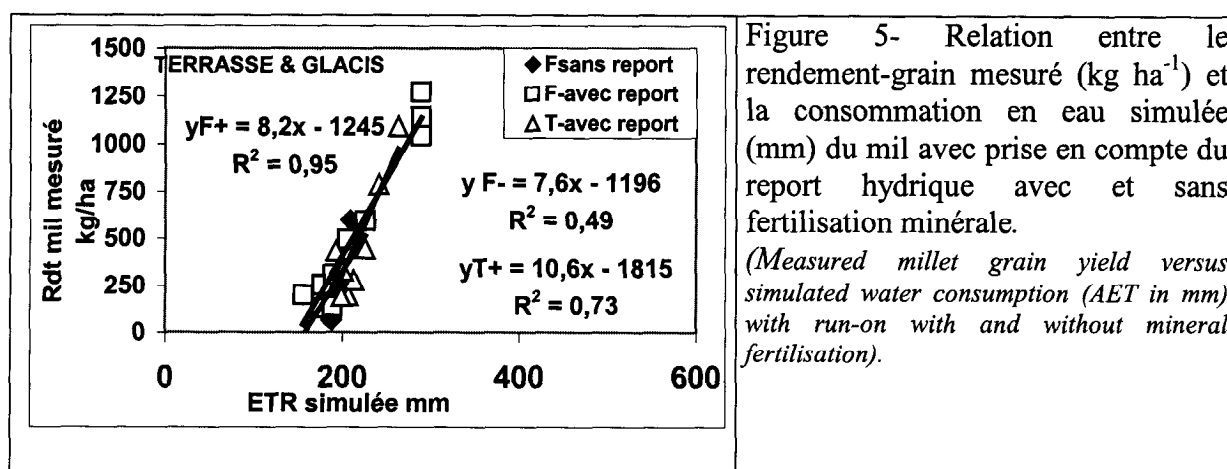 1500
1250
1000
750
500
250
0
Rdt mil mesuré
kg/ha
TERRASSE & GLACIS
yF+ = 8,2x - 1245
R² = 0,95
Fsans report
F-avec report
T-avec report
y F- = 7,6x - 1196
R² = 0,49
yT+ = 10,6x - 1815
R² = 0,73
0 200 400 600
ETR simulée mm
Figure 5- Relation entre le
rendement-grain mesuré (kg ha⁻¹) et
la consommation en eau simulée
(mm) du mil avec prise en compte du
report hydrique avec et sans
fertilisation minérale.
(Measured millet grain yield versus
simulated water consumption (AET in mm)
with run-on with and without mineral
fertilisation).